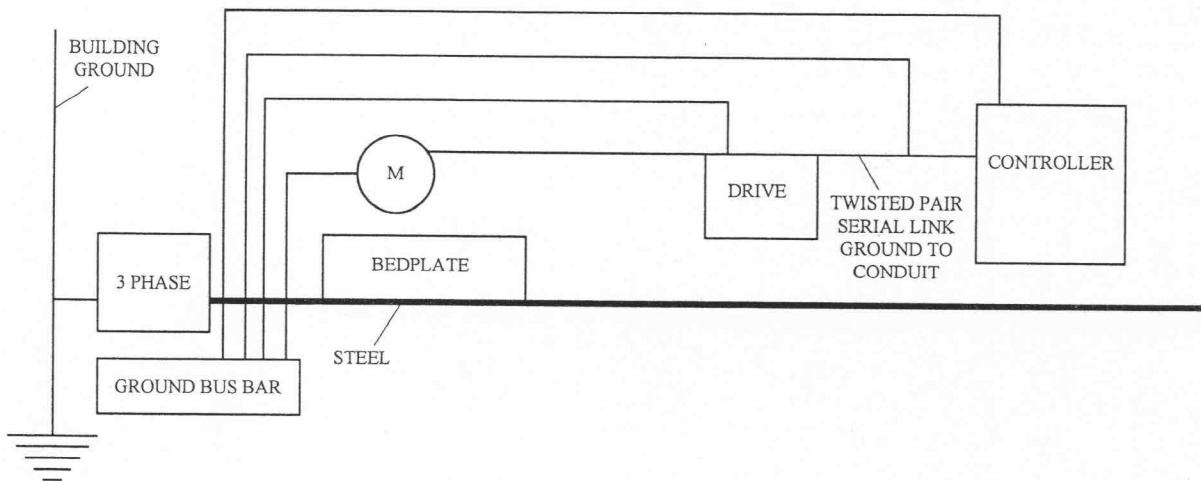 BUILDING
GROUND
M
DRIVE
CONTROLLER
TWISTED PAIR
SERIAL LINK
GROUND TO
CONDUIT
3 PHASE
BEDPLATE
STEEL
GROUND BUS BAR